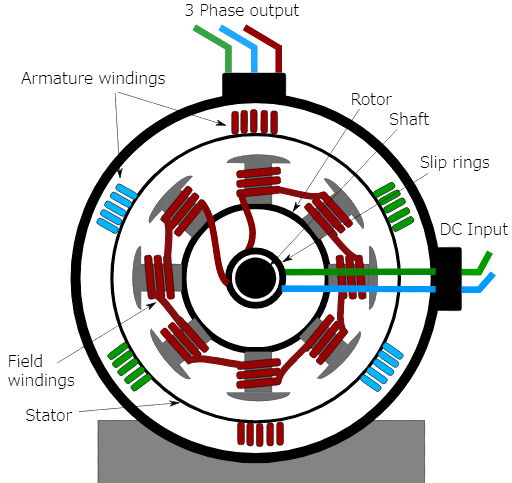 3 Phase output
Armature windings
Rotor
Shaft
Slip rings
DC Input
Field
windings
Stator